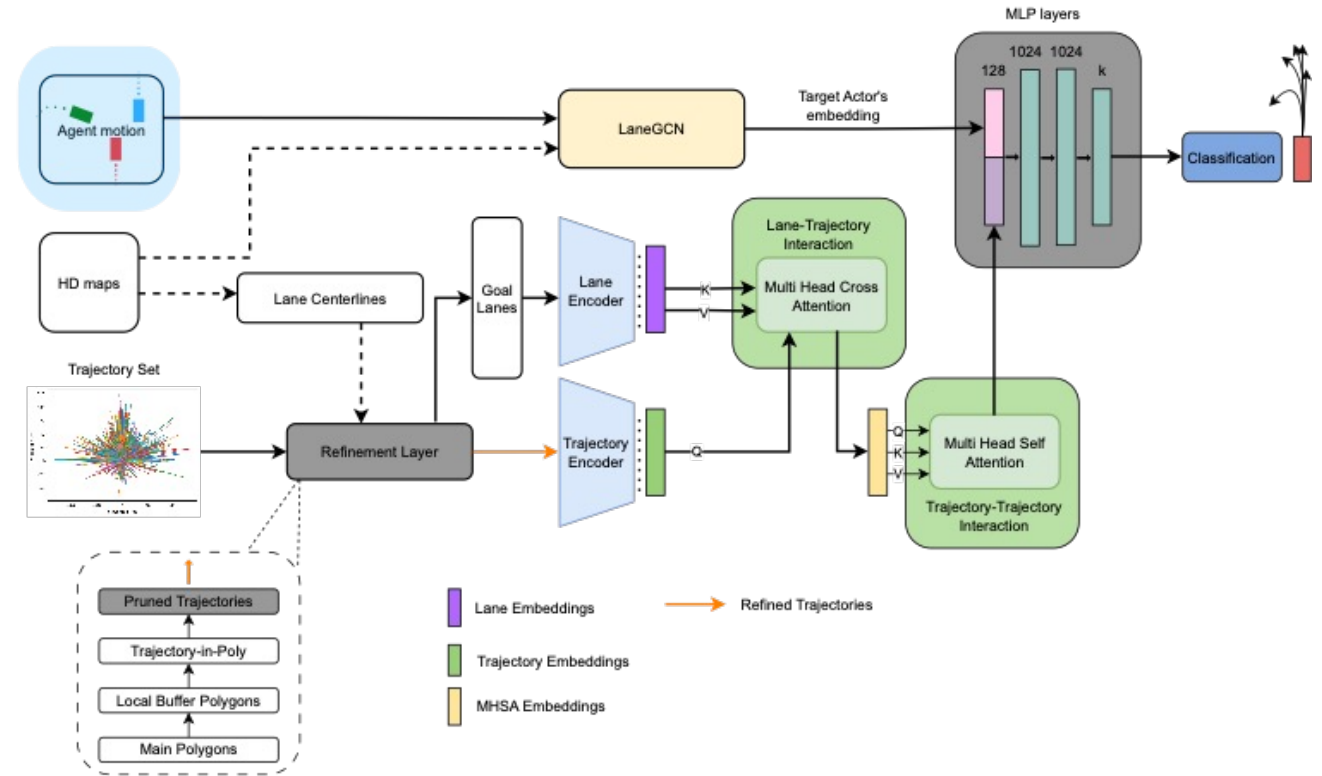 MLP layers
1024 1024
128
k
Agent motion
LaneGCN
Target Actor's
embedding
Classification
HD maps
Lane Centerlines
Goal
Lanes
Lane
Encoder
K
V
Lane-Trajectory
Interaction
Multi Head Cross
Attention
Trajectory Set
Refinement Layer
Trajectory
Encoder
Q
Q
K
V
Multi Head Self
Attention
Trajectory-Trajectory
Interaction
Pruned Trajectories
Trajectory-in-Poly
Local Buffer Polygons
Main Polygons
Lane Embeddings
Refined Trajectories
Trajectory Embeddings
MHSA Embeddings